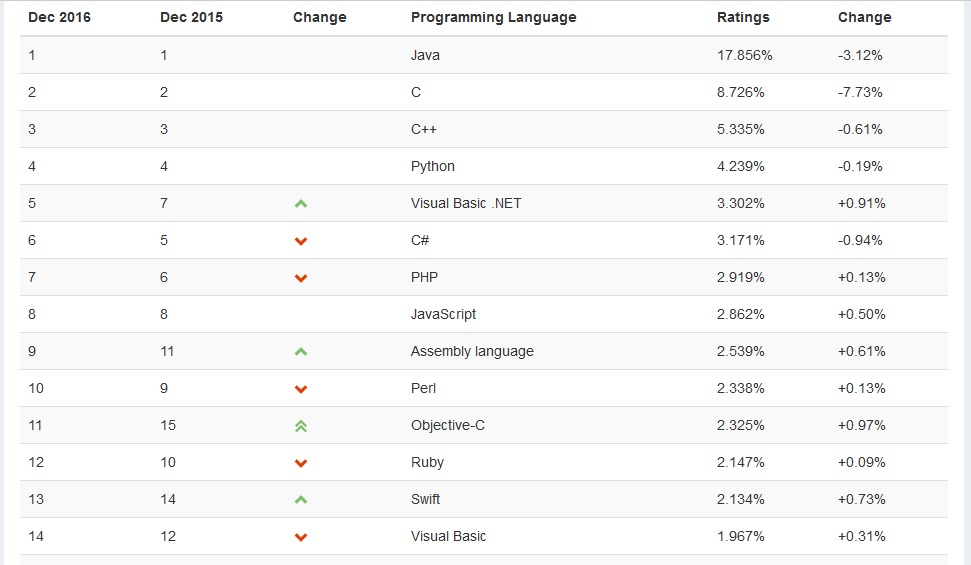 Dec 2016 Dec 2015 Change Programming Language Ratings Change
1 1 Java 17.856% -3.12%
2 2 C 8.726% -7.73%
3 3 C++ 5.335% -0.61%
4 4 Python 4.239% -0.19%
5 7 Visual Basic .NET 3.302% +0.91%
6 5 C# 3.171% -0.94%
7 6 PHP 2.919% +0.13%
8 8 JavaScript 2.862% +0.50%
9 11 Assembly language 2.539% +0.61%
10 9 Perl 2.338% +0.13%
11 15 Objective-C 2.325% +0.97%
12 10 Ruby 2.147% +0.09%
13 14 Swift 2.134% +0.73%
14 12 Visual Basic 1.967% +0.31%